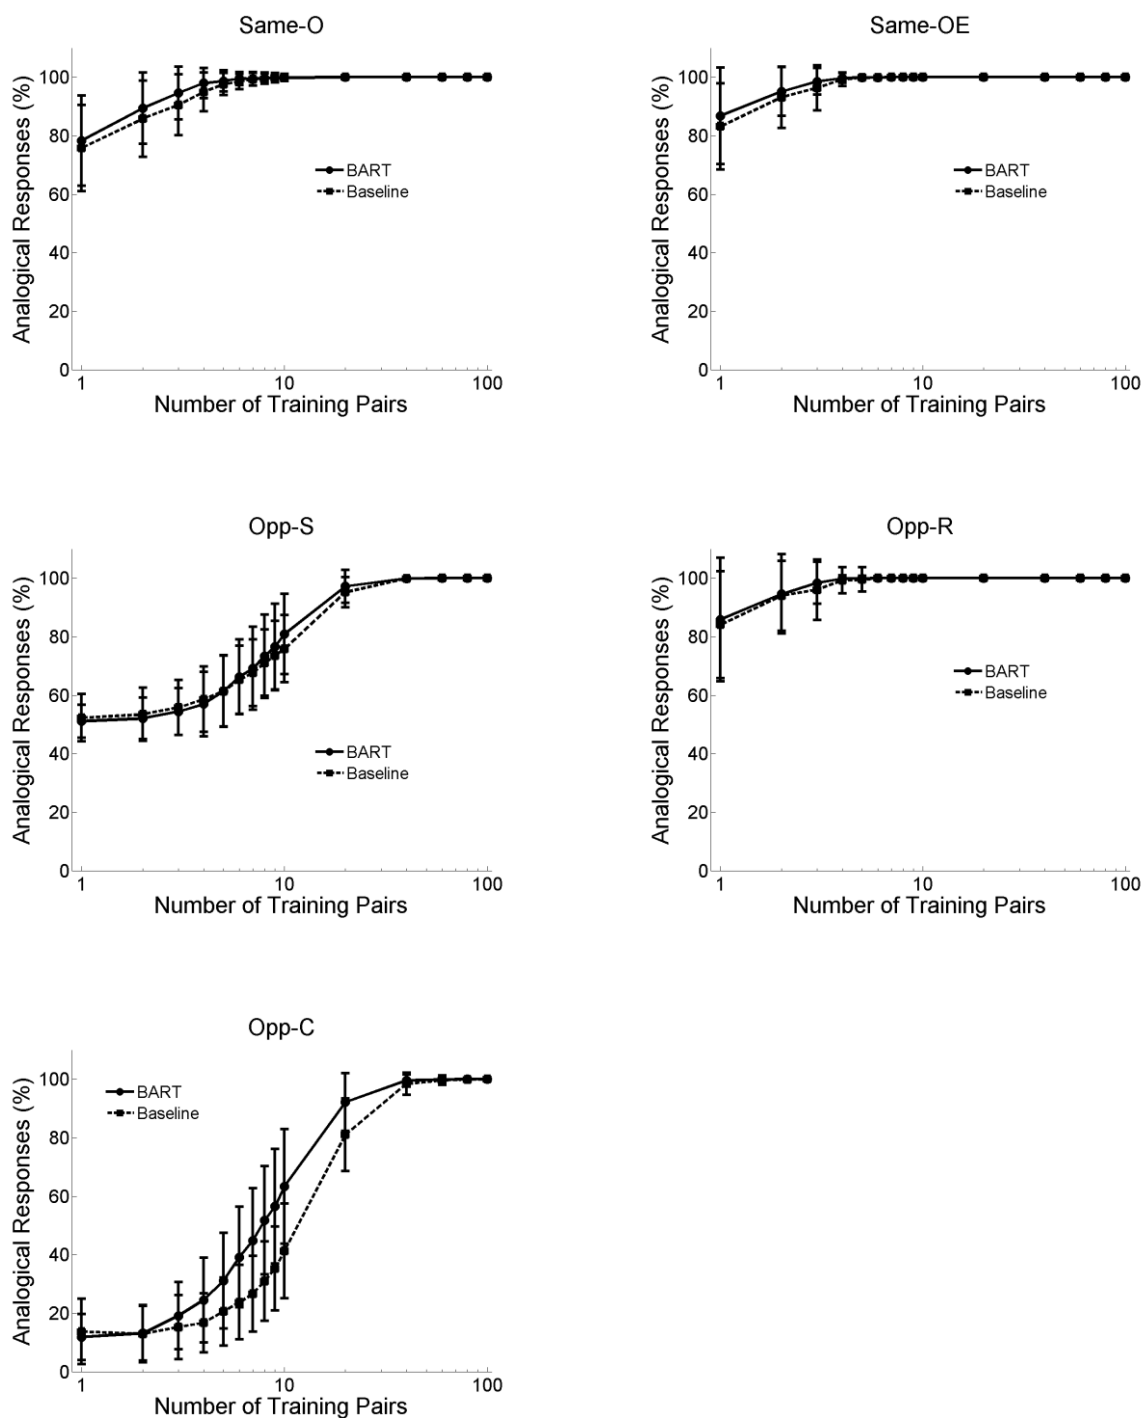 Same-O
Analogical Responses (%)
100
80
60
40
20
0
BART
Baseline
1
10
100
Number of Training Pairs
Same-OE
Analogical Responses (%)
100
80
60
40
20
0
BART
Baseline
1
10
100
Number of Training Pairs
Opp-S
Analogical Responses (%)
100
80
60
40
20
0
BART
Baseline
1
10
100
Number of Training Pairs
Opp-R
Analogical Responses (%)
100
80
60
40
20
0
BART
Baseline
1
10
100
Number of Training Pairs
Opp-C
Analogical Responses (%)
100
80
60
40
20
0
BART
Baseline
1
10
100
Number of Training Pairs